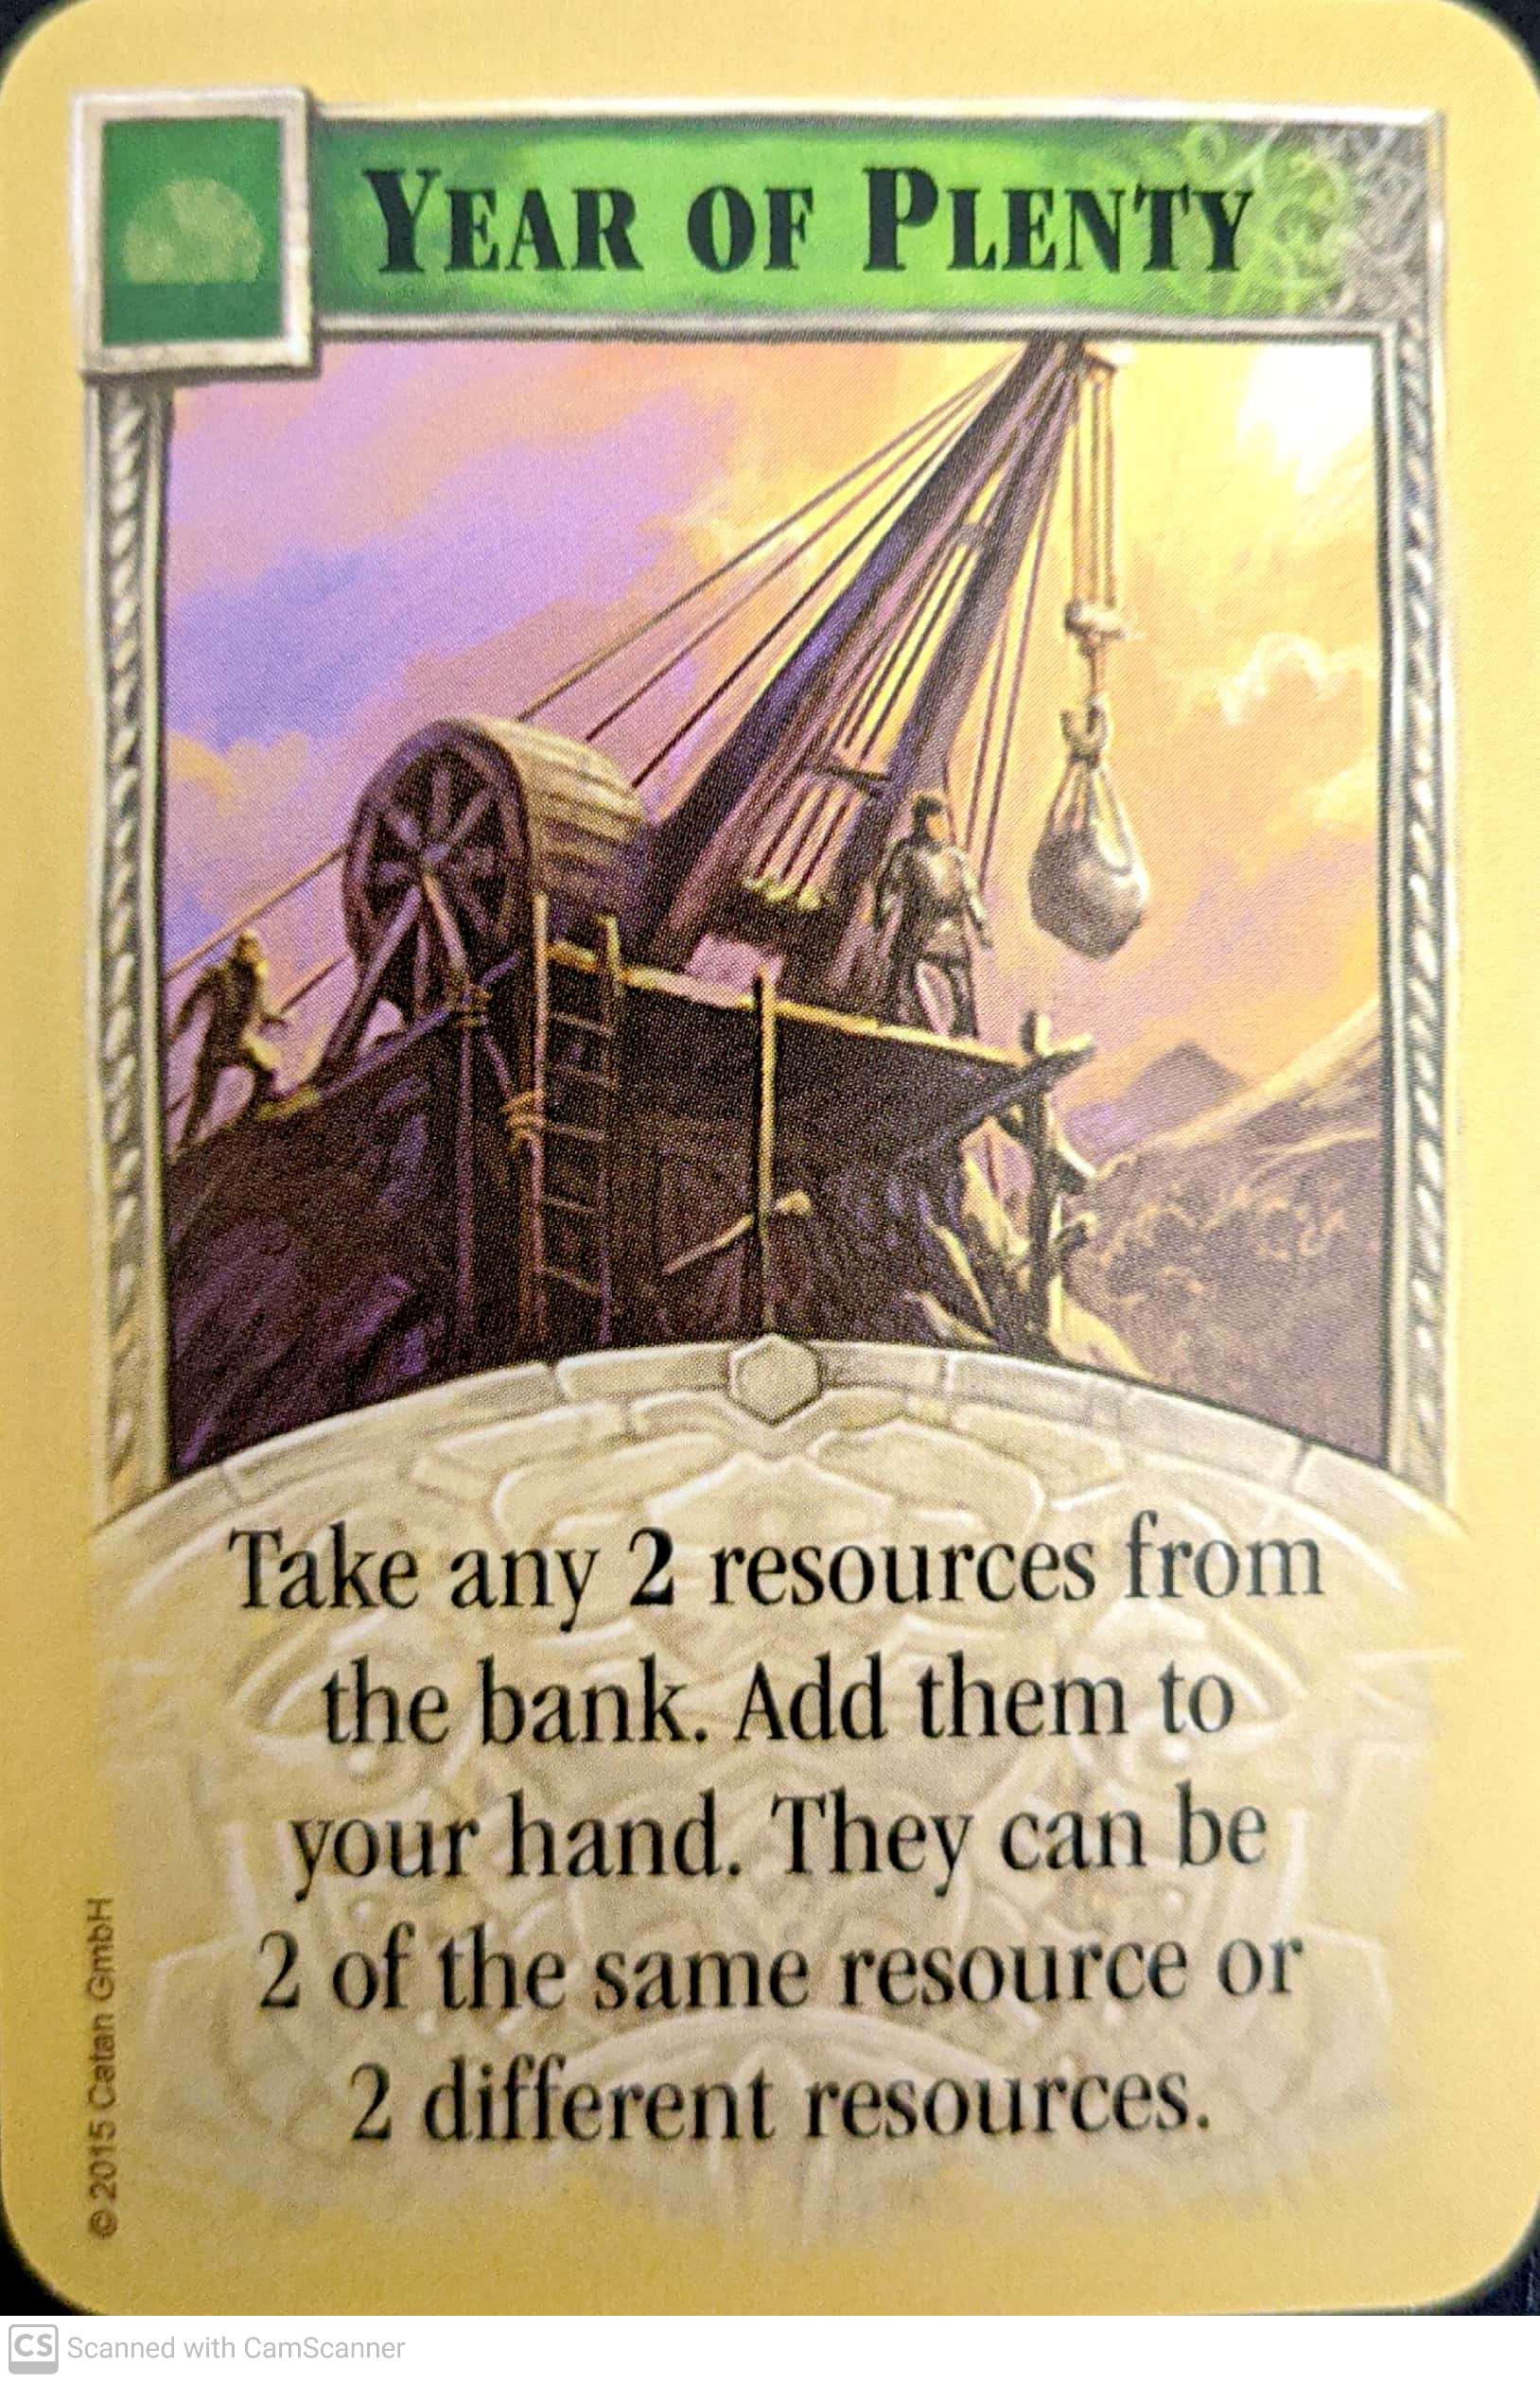 YEAR OF PLENTY
Take any 2 resources from
the bank. Add them to
your hand. They can be
2 of the same resource or
2 different resources.
© 2015 Catan GmbH
CS Scanned with CamScanner